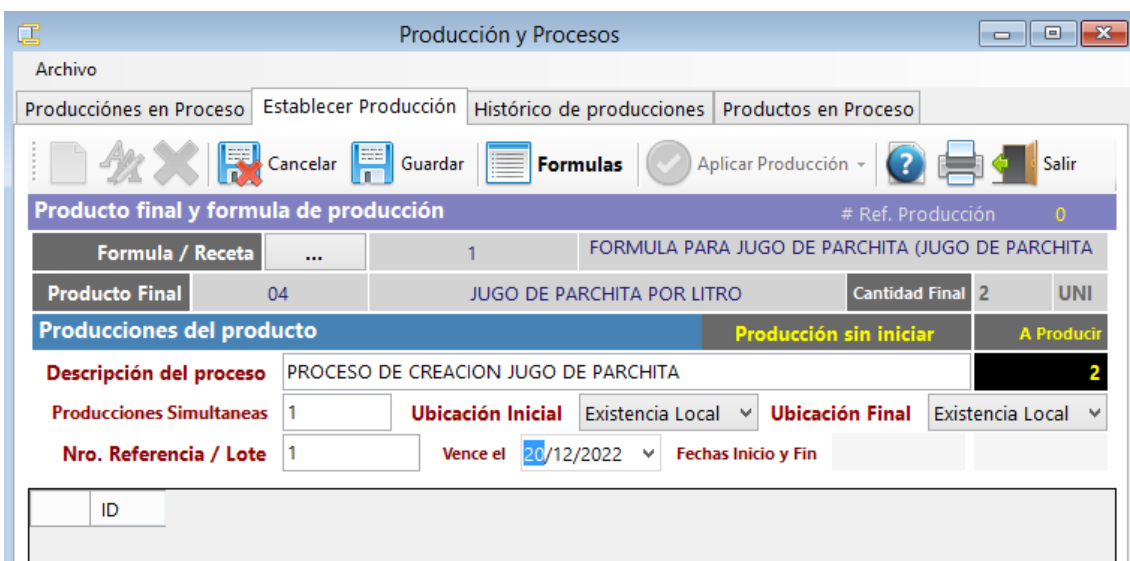 Producción y Procesos
Archivo
Producciónes en Proceso Establecer Producción Histórico de producciones Productos en Proceso
Cancelar Guardar Formulas Aplicar Producción Salir
Producto final y formula de producción # Ref. Producción 0
Formula / Receta ... 1 FORMULA PARA JUGO DE PARCHITA (JUGO DE PARCHITA
Producto Final 04 JUGO DE PARCHITA POR LITRO Cantidad Final 2 UNI
Producciones del producto Producción sin iniciar A Producir
Descripción del proceso PROCESO DE CREACION JUGO DE PARCHITA 2
Producciones Simultaneas 1 Ubicación Inicial Existencia Local Ubicación Final Existencia Local
Nro. Referencia / Lote 1 Vence el 20/12/2022 Fechas Inicio y Fin
ID